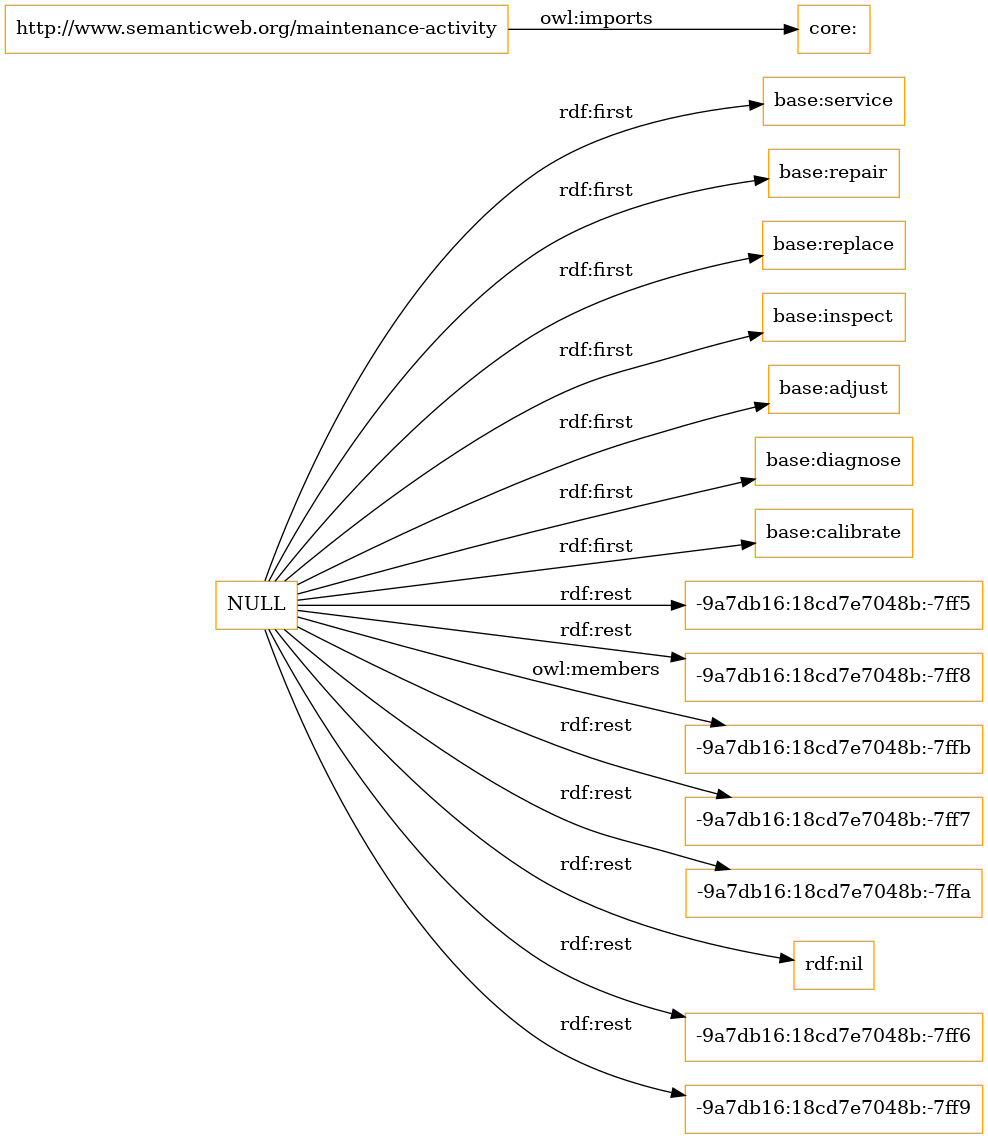 http://www.semanticweb.org/maintenance-activity
owl:imports
core:
rdf:first
base:service
rdf:first
base:repair
rdf:first
base:replace
rdf:first
base:inspect
rdf:first
base:adjust
rdf:first
base:diagnose
rdf:first
base:calibrate
NULL
rdf:rest
-9a7db16:18cd7e7048b:-7ff5
rdf:rest
-9a7db16:18cd7e7048b:-7ff8
owl:members
-9a7db16:18cd7e7048b:-7ffb
rdf:rest
-9a7db16:18cd7e7048b:-7ff7
rdf:rest
-9a7db16:18cd7e7048b:-7ffa
rdf:rest
rdf:nil
rdf:rest
-9a7db16:18cd7e7048b:-7ff6
rdf:rest
-9a7db16:18cd7e7048b:-7ff9